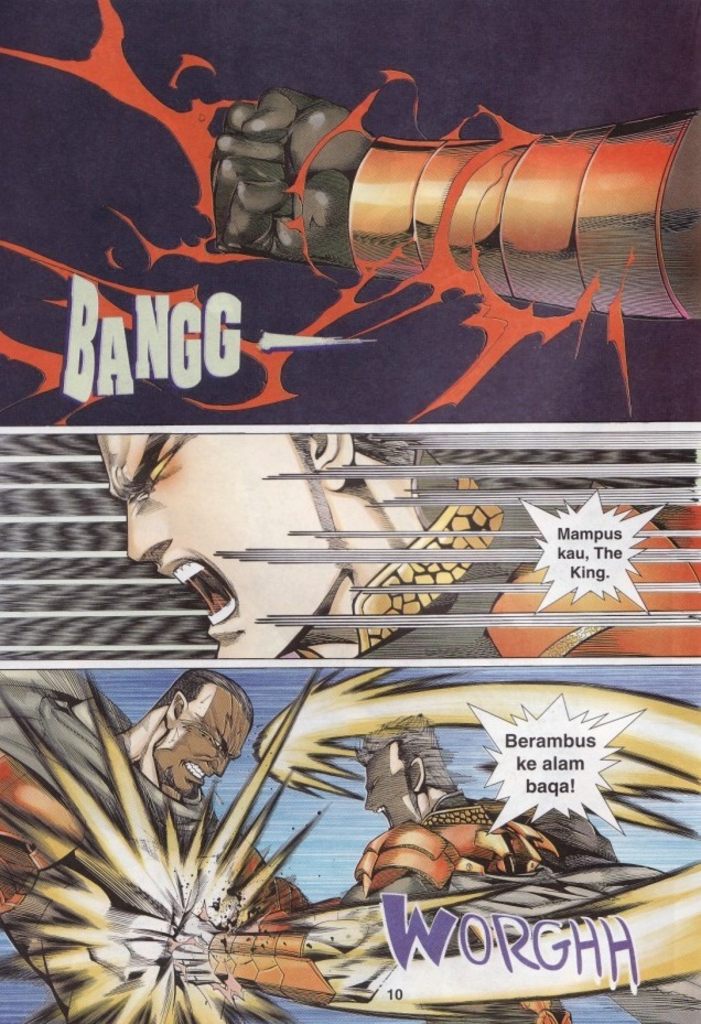 BANGG
Mampus
kau, The
King.
Berambus
ke alam
baqa!
WORGHH
10